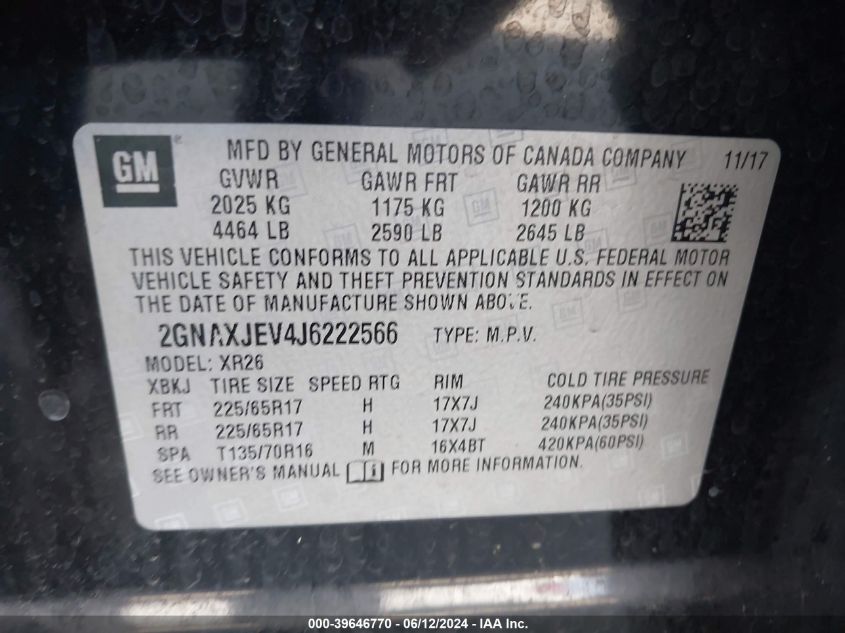 GM
MFD BY GENERAL MOTORS OF CANADA COMPANY 11/17
GVWR GAWR FRT GAWR RR
2025 KG 1175 KG 1200 KG
4464 LB 2590 LB 2645 LB
THIS VEHICLE CONFORMS TO ALL APPLICABLE U.S. FEDERAL MOTOR
VEHICLE SAFETY AND THEFT PREVENTION STANDARDS IN EFFECT ON
THE DATE OF MANUFACTURE SHOWN ABOVE.
2GNAXJEV4J6222566 TYPE: M.P.V.
MODEL: XR26
XBKJ TIRE SIZE SPEED RTG RIM COLD TIRE PRESSURE
FRT 225/65R17 H 17X7J 240KPA(35PSI)
RR 225/65R17 H 17X7J 240KPA(35PSI)
SPA T135/70R16 M 16X4BT 420KPA(60PSI)
SEE OWNER'S MANUAL i FOR MORE INFORMATION.
000-39646770 - 06/12/2024 - IAA Inc.